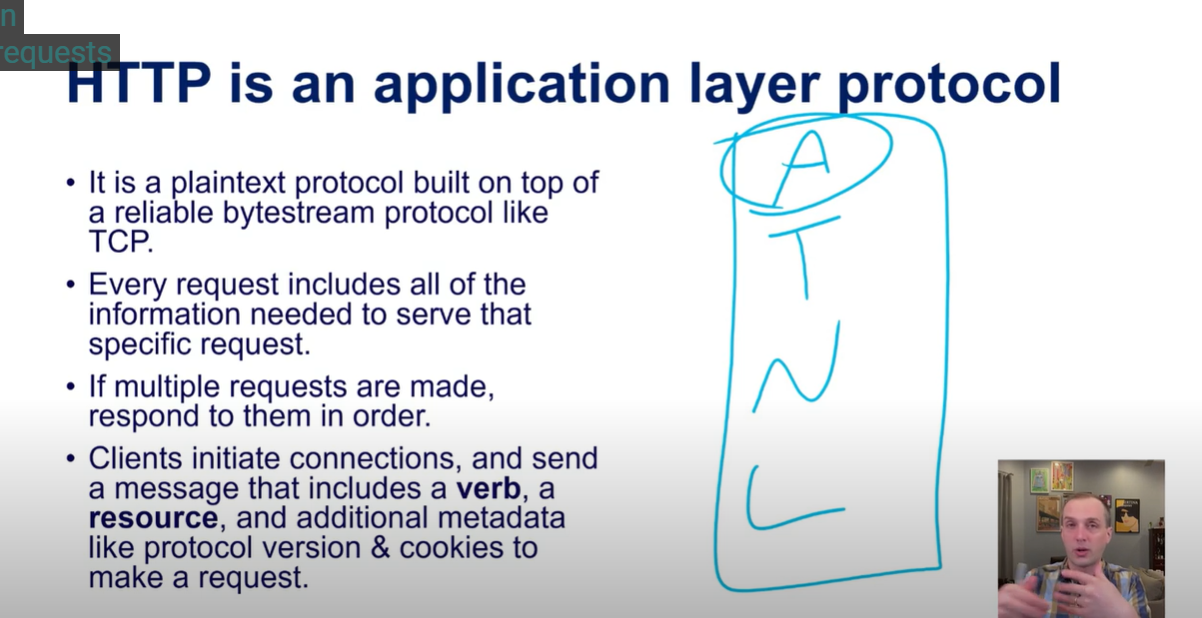 n
requests
HTTP is an application layer protocol
• It is a plaintext protocol built on top of
a reliable bytestream protocol like
TCP.
• Every request includes all of the
information needed to serve that
specific request.
• If multiple requests are made,
respond to them in order.
• Clients initiate connections, and send
a message that includes a verb, a
resource, and additional metadata
like protocol version & cookies to
make a request.
A
T
N
L